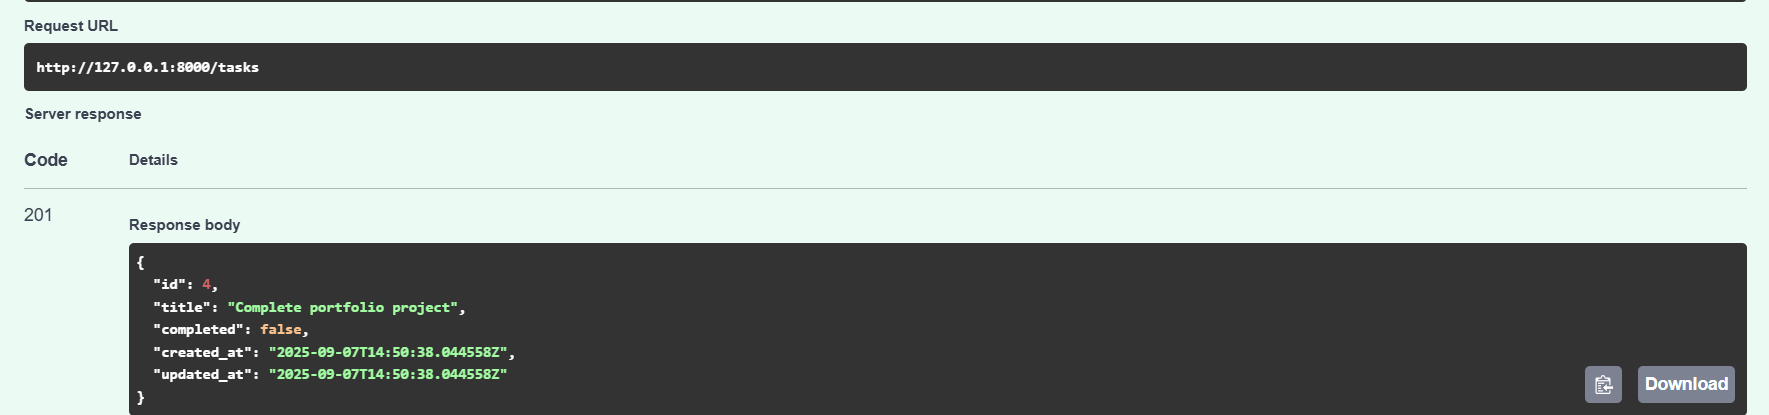 Request URL
http://127.0.0.1:8000/tasks
Server response
Code Details
201
Response body
{
  "id": 4,
  "title": "Complete portfolio project",
  "completed": false,
  "created_at": "2025-09-07T14:50:38.044558Z",
  "updated_at": "2025-09-07T14:50:38.044558Z"
}
Download